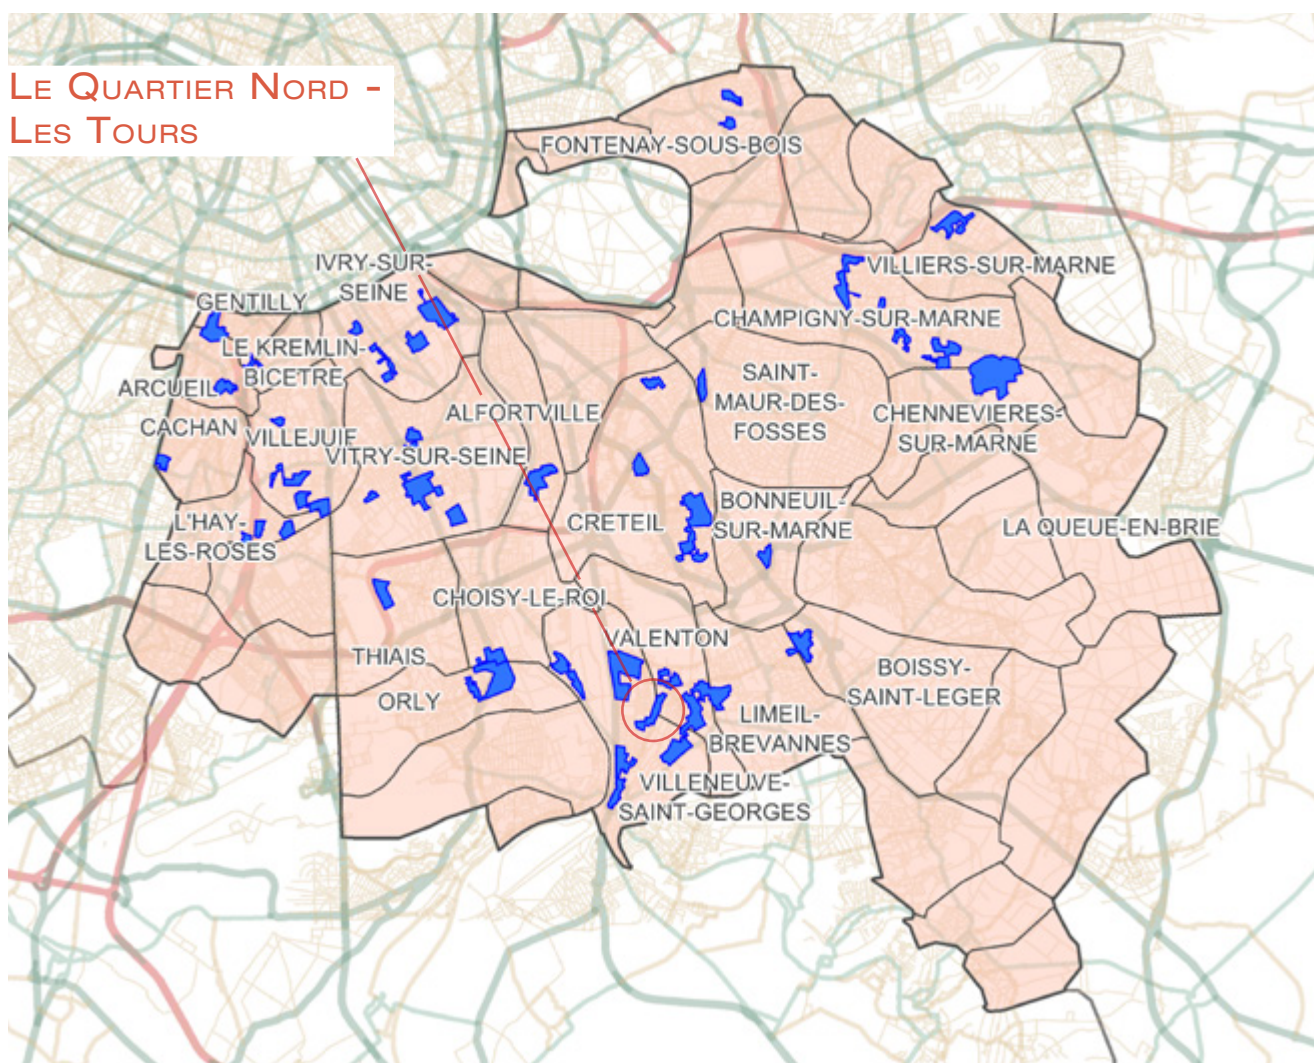 LE QUARTIER NORD -
LES TOURS
FONTENAY-SOUS-BOIS
IVRY-SUR-
SEINE
VILLIERS-SUR-MARNE
GENTILLY
CHAMPIGNY-SUR-MARNE
LE KREMLIN-
BICETRE
ARCUEIL
SAINT-
MAUR-DES-
FOSSES
ALFORTVILLE
CHENNEVIERES-
SUR-MARNE
CACHAN
VILLEJUIF
VITRY-SUR-SEINE
BONNEUIL-
SUR-MARNE
L'HAY-
LES-ROSES
CRETEIL
LA QUEUE-EN-BRIE
CHOISY-LE-ROI
VALENTON
THIAIS
BOISSY-
SAINT-LEGER
ORLY
LIMEIL-
BREVANNES
VILLENEUVE-
SAINT-GEORGES